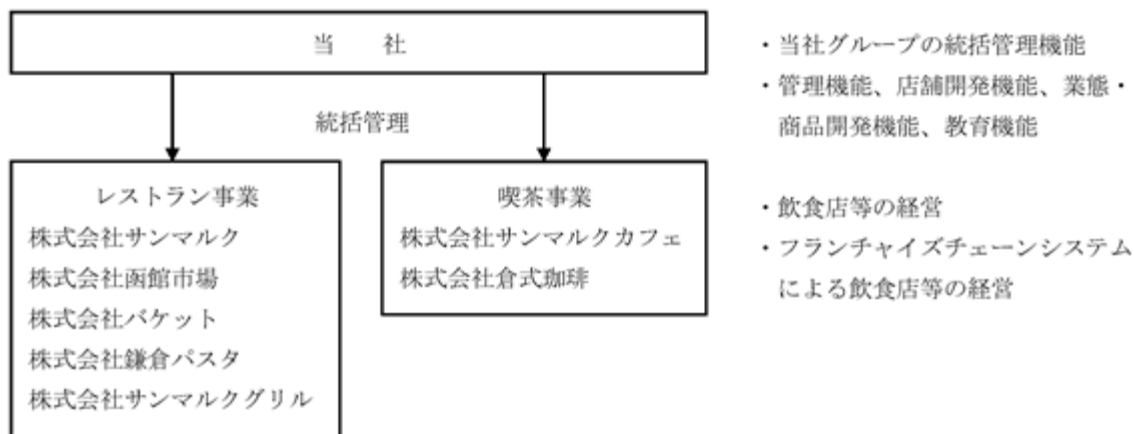 当　社
・当社グループの統括管理機能
・管理機能、店舗開発機能、業態・
商品開発機能、教育機能
統括管理
レストラン事業
株式会社サンマルク
株式会社函館市場
株式会社バケット
株式会社鎌倉パスタ
株式会社サンマルクグリル
喫茶事業
株式会社サンマルクカフェ
株式会社倉式珈琲
・飲食店等の経営
・フランチャイズチェーンシステム
による飲食店等の経営